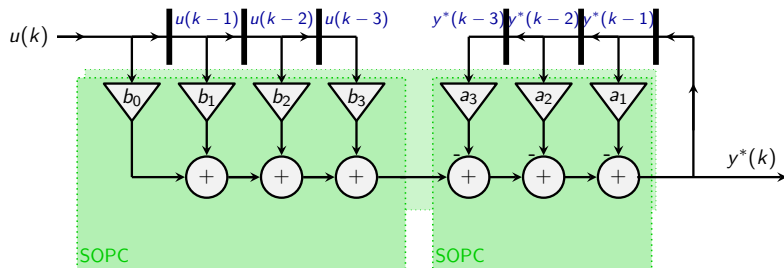 u(k−1) u(k−2) u(k−3) y*(k−3) y*(k−2) y*(k−1)
u(k)
b₀ b₁ b₂ b₃ a₃ a₂ a₁
- - -
+ + + + + +
y*(k)
SOPC SOPC